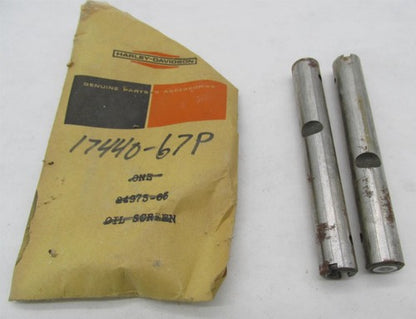 HARLEY-DAVIDSON
GENUINE PARTS & ACCESSORIES
17440-67P
ONE
24975-66
OIL SCREEN